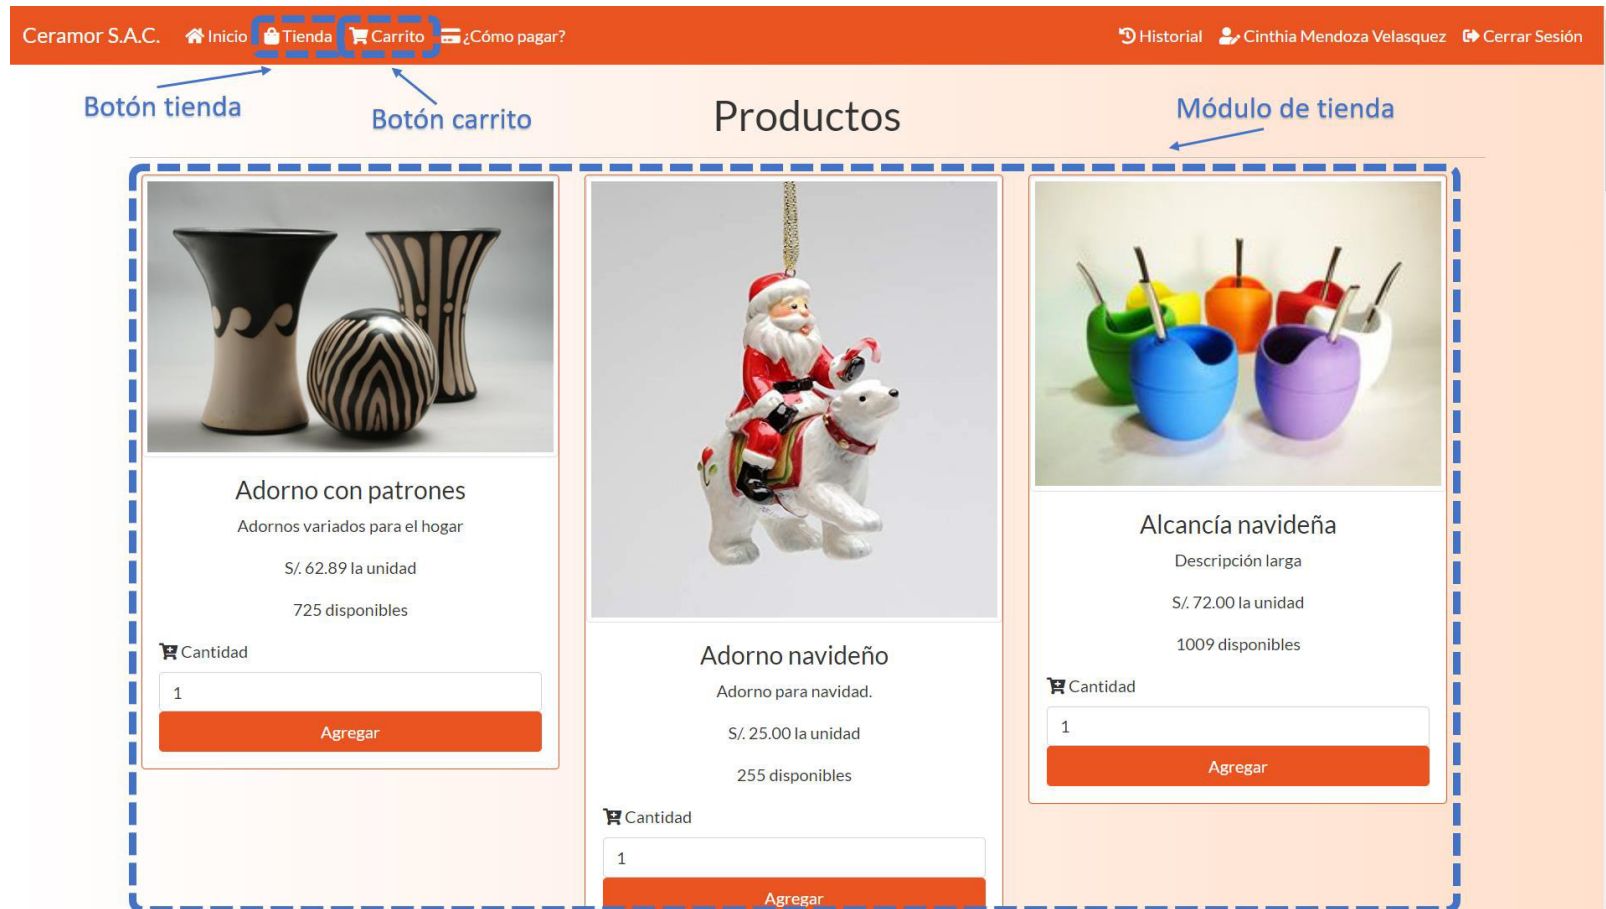 Ceramor S.A.C. Inicio Tienda Carrito ¿Cómo pagar? Historial Cinthia Mendoza Velasquez Cerrar Sesión
Botón tienda
Botón carrito
Productos
Módulo de tienda
Adorno con patrones
Adornos variados para el hogar
S/. 62.89 la unidad
725 disponibles
Cantidad
1
Agregar
Adorno navideño
Adorno para navidad.
S/. 25.00 la unidad
255 disponibles
Cantidad
1
Agregar
Alcancía navideña
Descripción larga
S/. 72.00 la unidad
1009 disponibles
Cantidad
1
Agregar